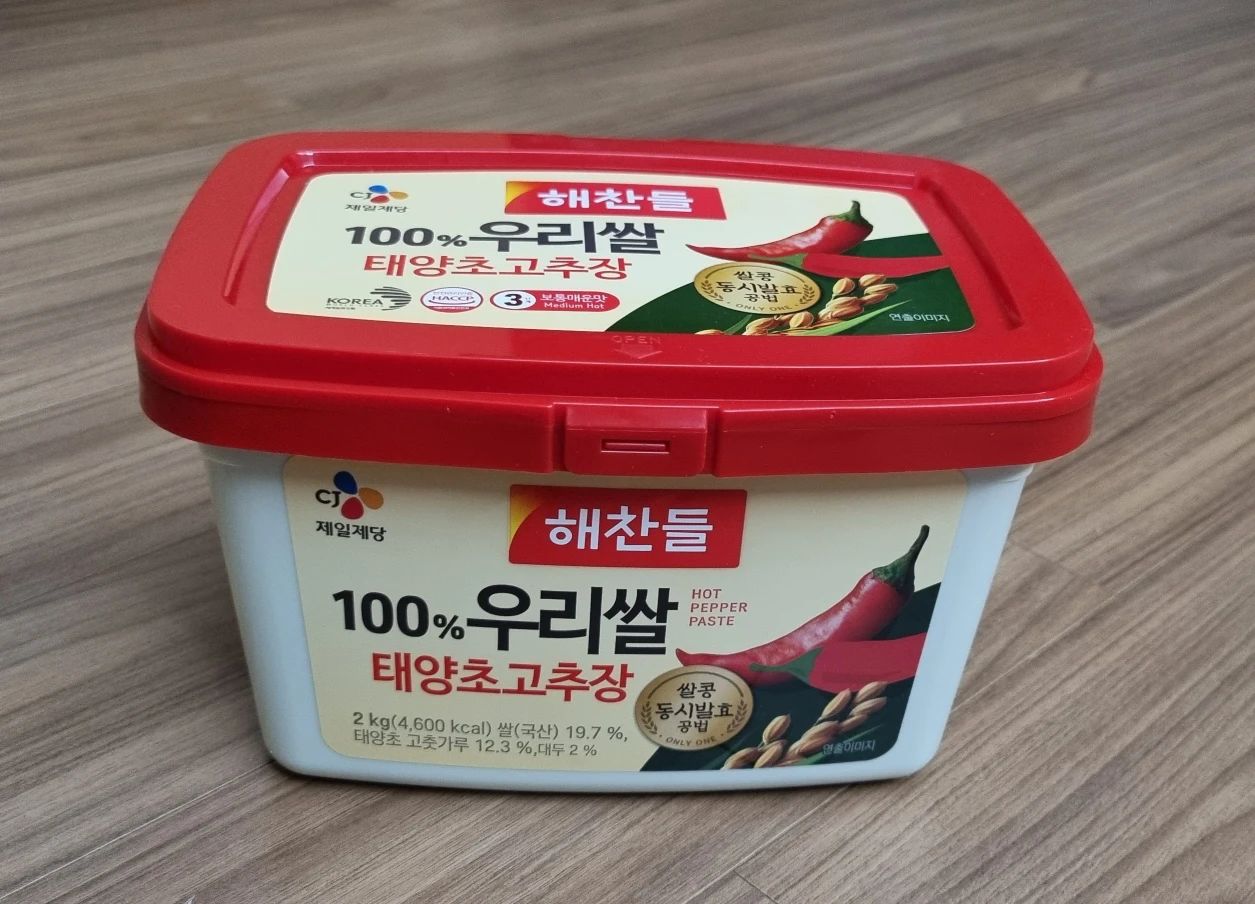 CJ
제일제당
해찬들
100%우리쌀
태양초고추장
KOREA
HACCP
3
보통매운맛
Medium Hot
쌀콩
동시발효
공법
ONLY ONE
연출이미지
OPEN
CJ
제일제당
해찬들
100%우리쌀
HOT
PEPPER
PASTE
태양초고추장
2 kg(4,600 kcal) 쌀(국산) 19.7 %,
태양초 고춧가루 12.3 %,대두 2 %
쌀콩
동시발효
공법
ONLY ONE
연출이미지